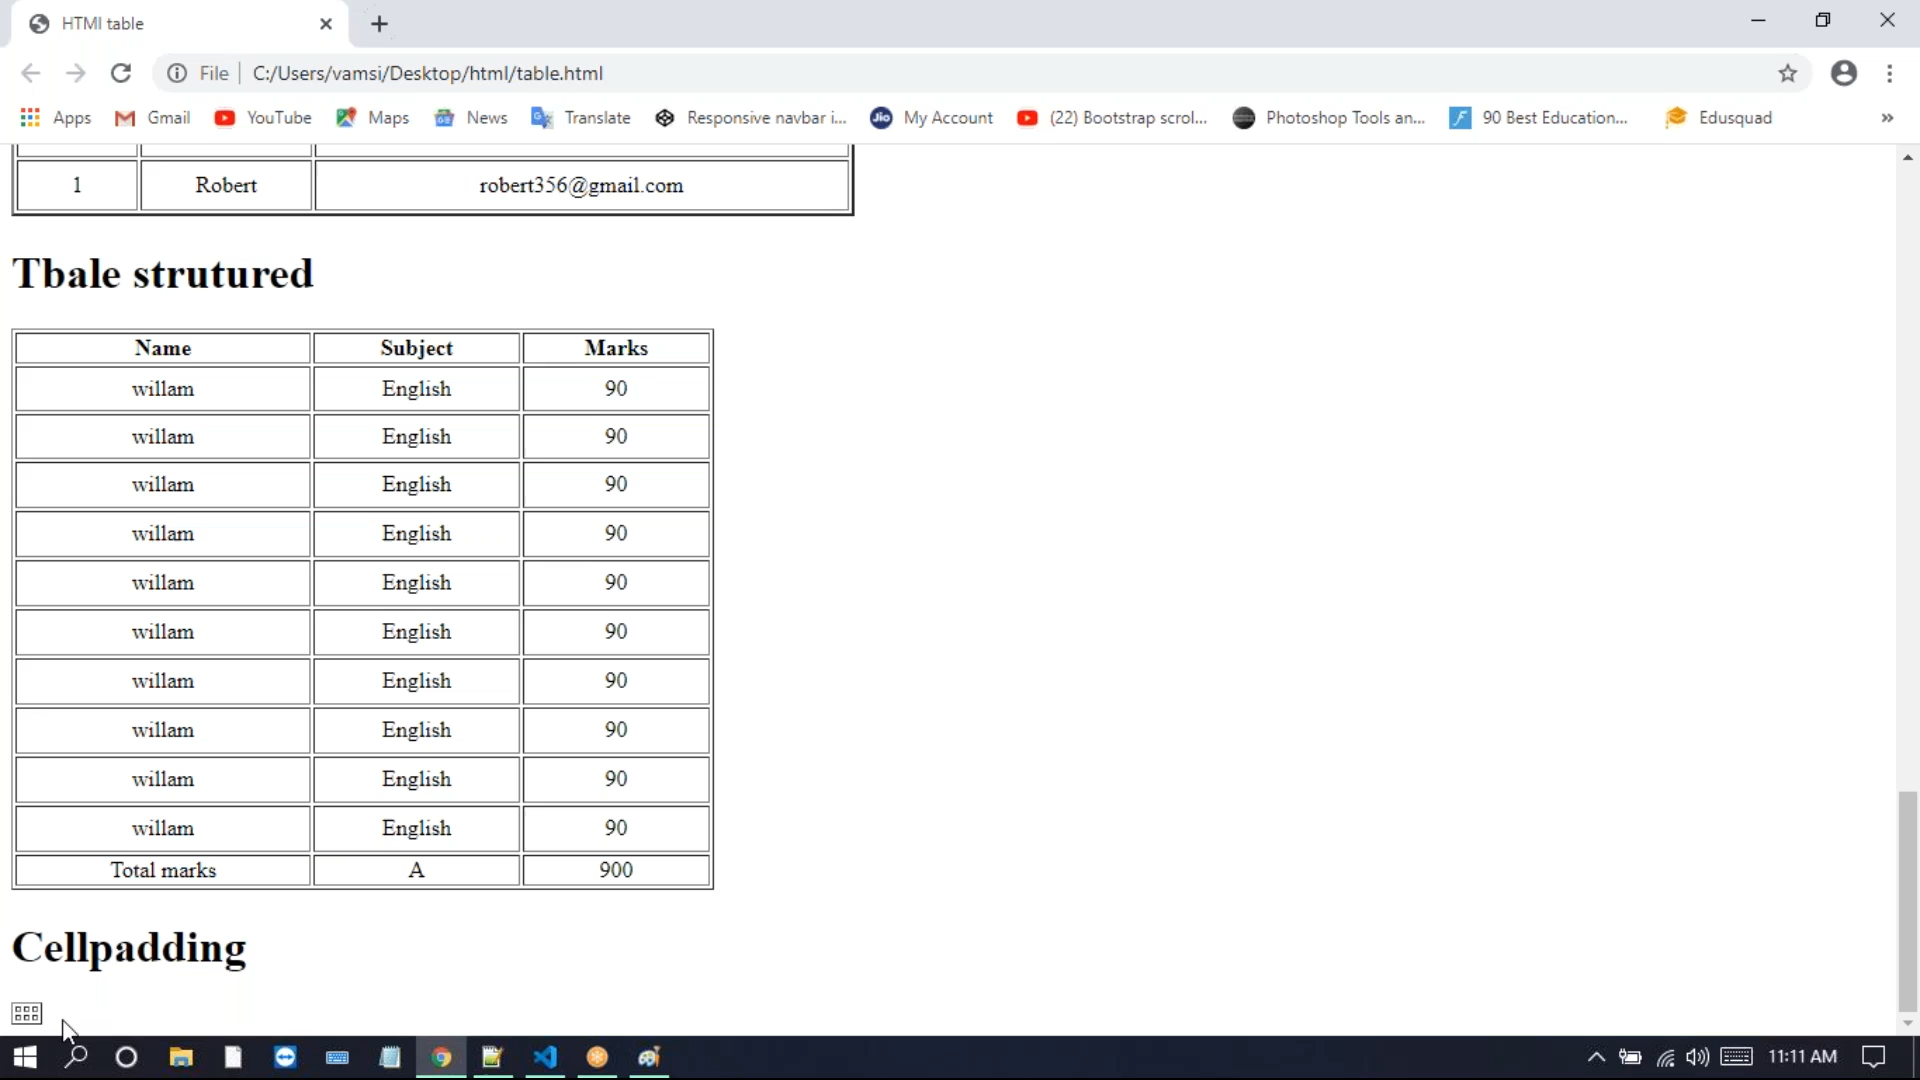 HTMl table
File C:/Users/vamsi/Desktop/html/table.html
Apps Gmail YouTube Maps News Translate Responsive navbar i... My Account (22) Bootstrap scrol... Photoshop Tools an... 90 Best Education... Edusquad »
1 Robert robert356@gmail.com
Tbale strutured
Name Subject Marks
willam English 90
willam English 90
willam English 90
willam English 90
willam English 90
willam English 90
willam English 90
willam English 90
willam English 90
willam English 90
Total marks A 900
Cellpadding
11:11 AM